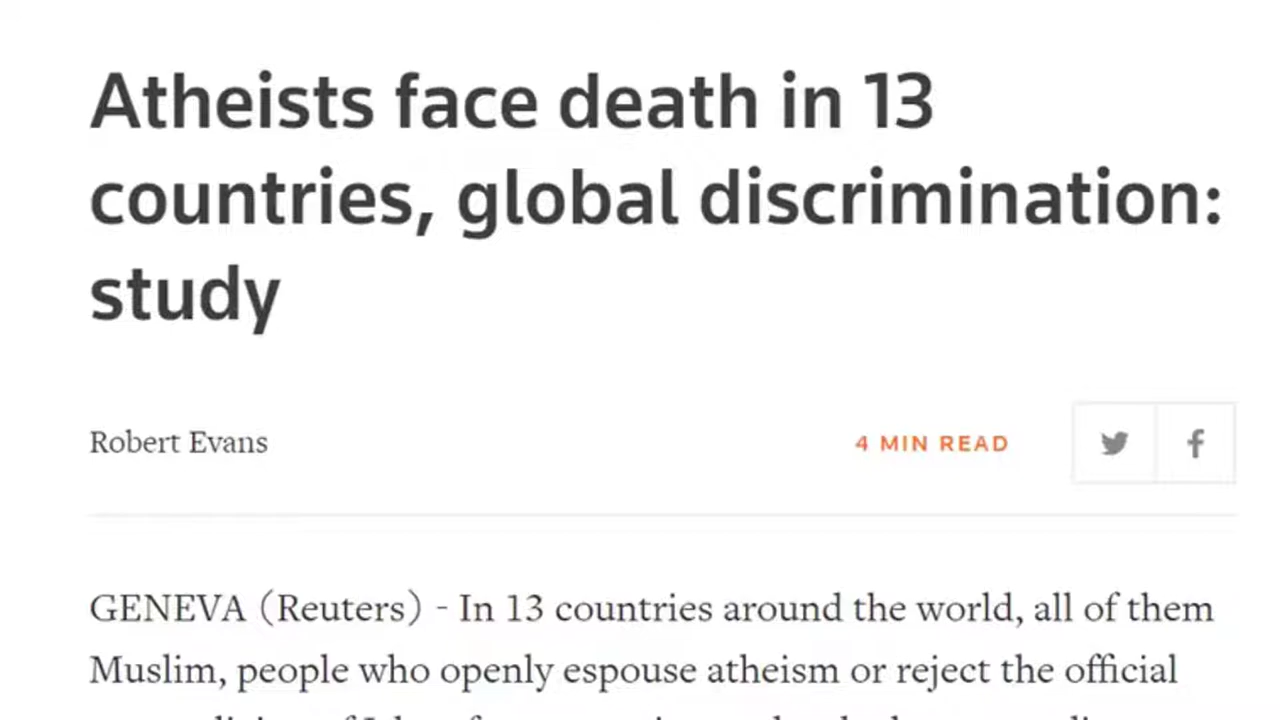 Atheists face death in 13
countries, global discrimination:
study
Robert Evans
4 MIN READ
GENEVA (Reuters) - In 13 countries around the world, all of them
Muslim, people who openly espouse atheism or reject the official